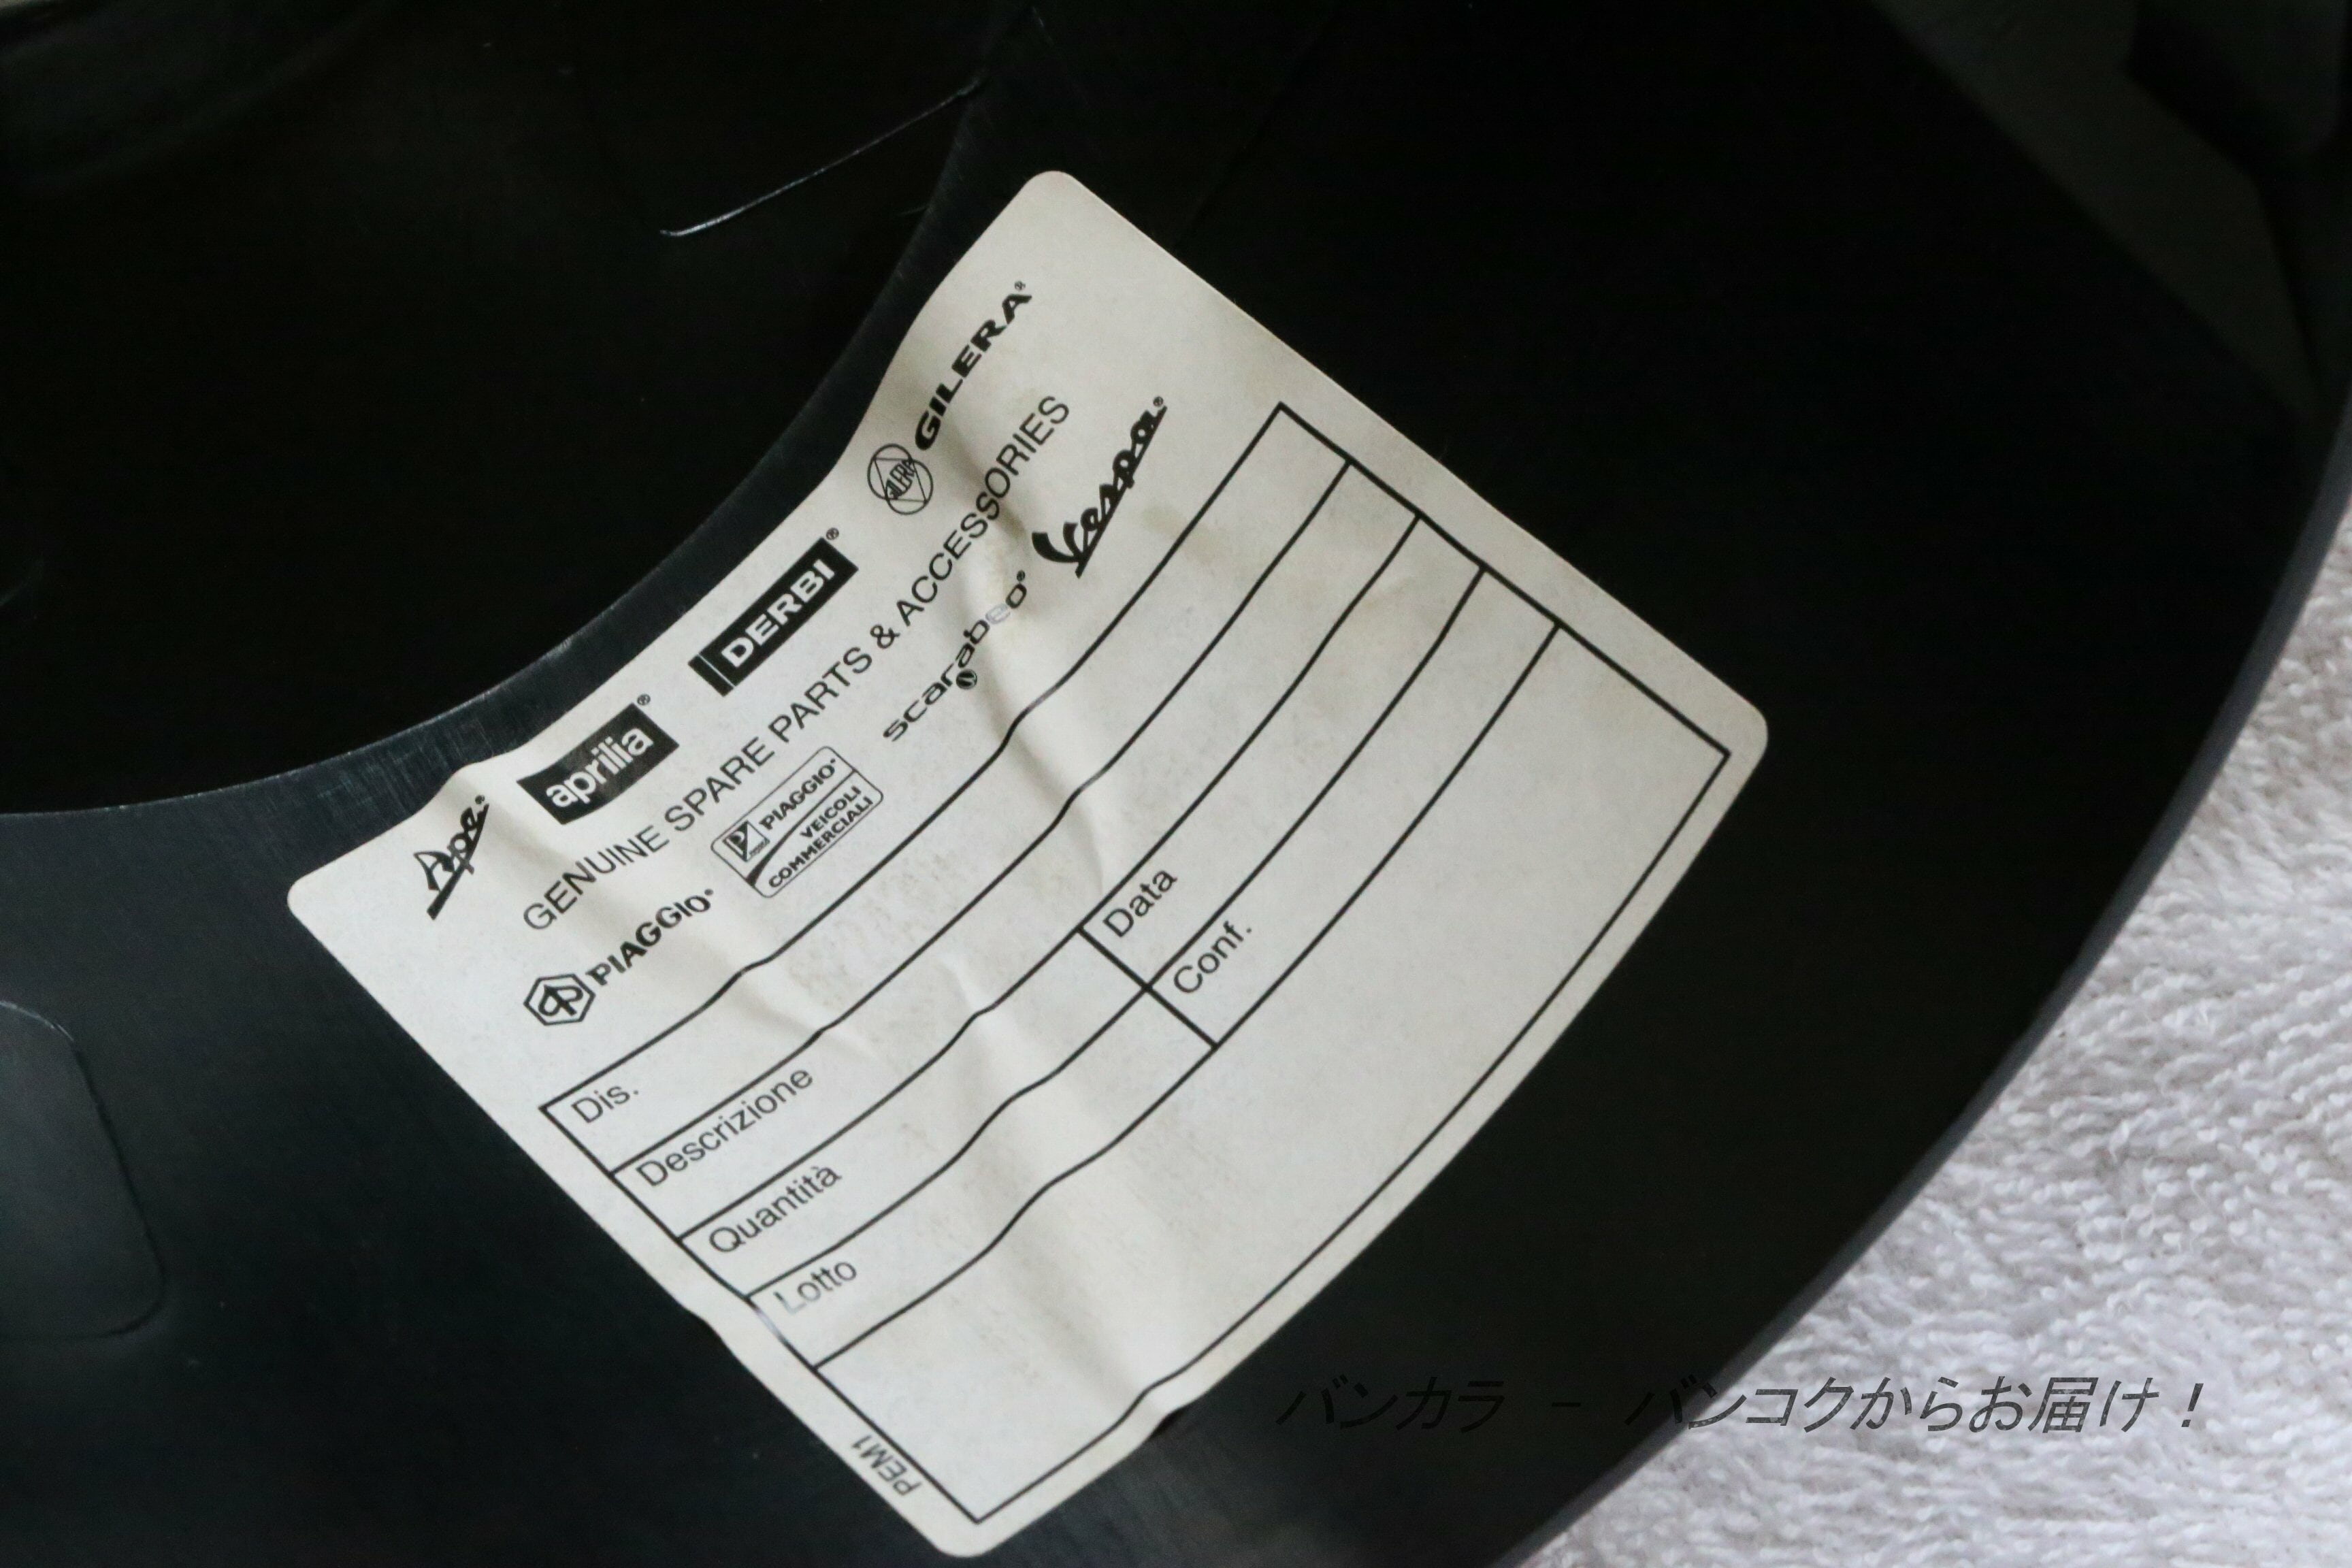 Ape® aprilia® DERBI® GILERA GILERA®
GENUINE SPARE PARTS & ACCESSORIES
PIAGGIO® PIAGGIO® VEICOLI COMMERCIALI scarabeo® Vespa®
Dis.
Descrizione
Quantità Data
Lotto Conf.
PEM1
バンカラ - バンコクからお届け！